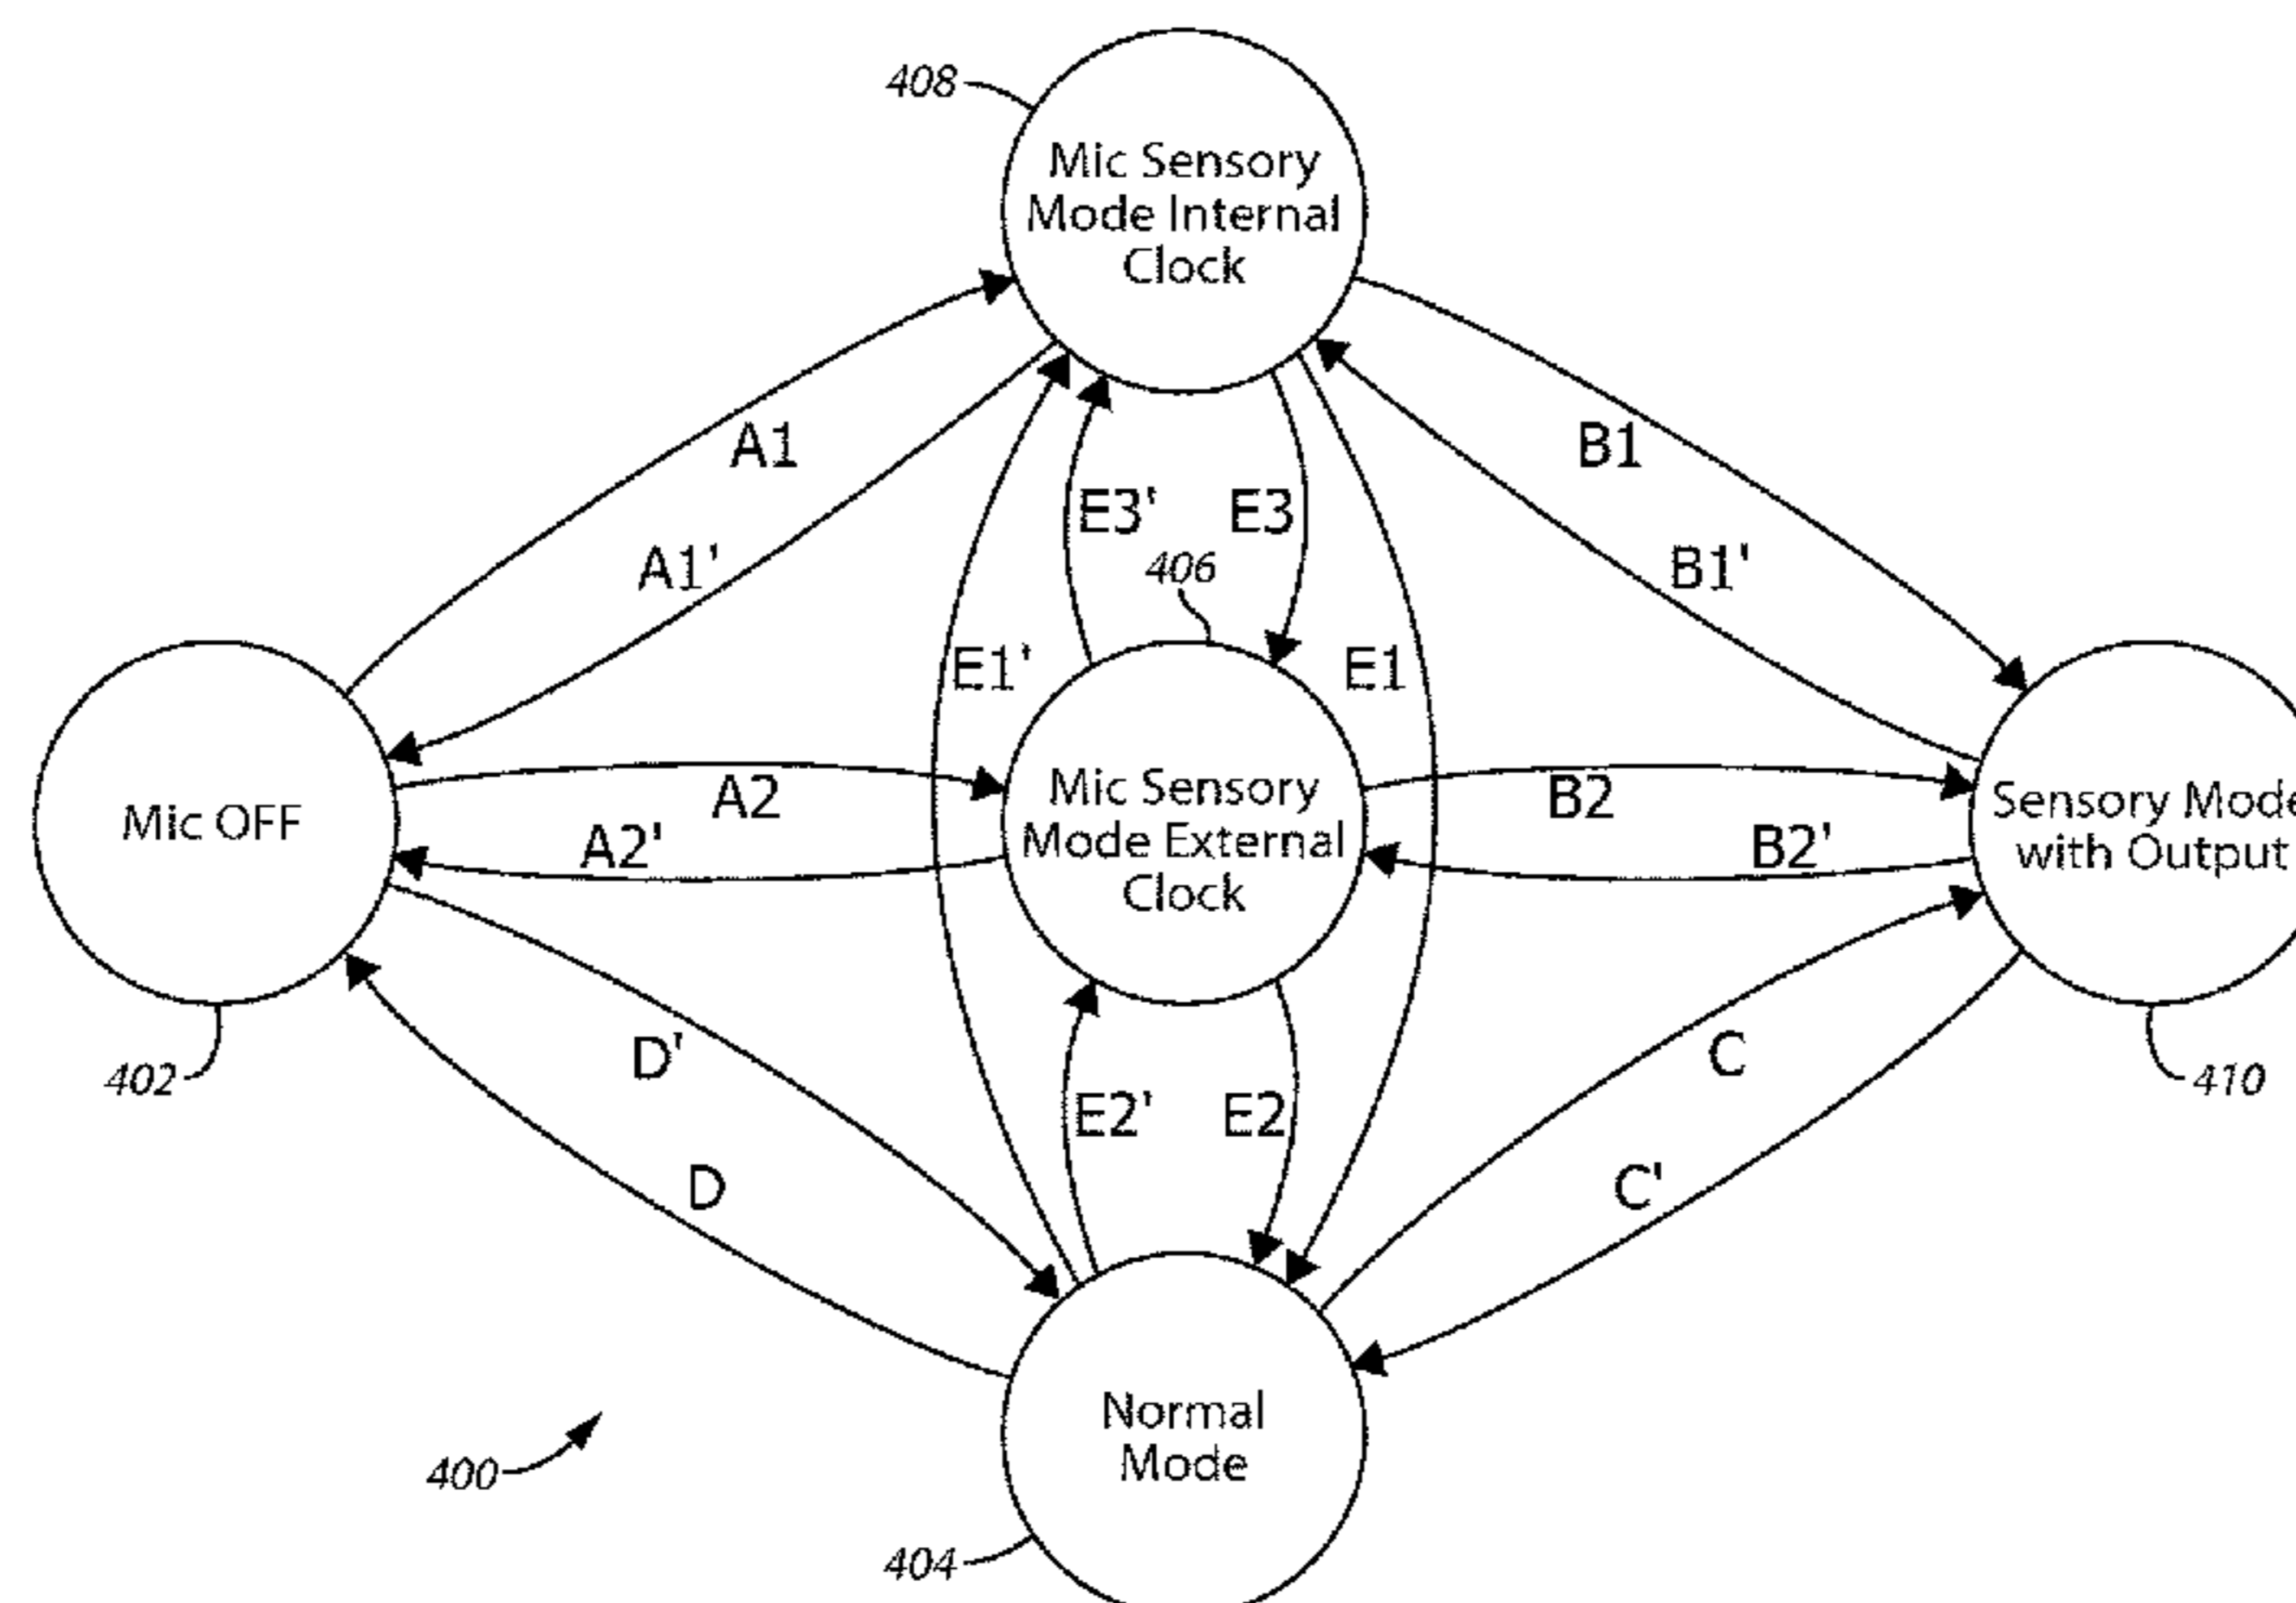 408
Mic Sensory
Mode Internal
Clock
A1
B1
E3'
E3
A1'
406
B1'
E1'
E1
Mic OFF
A2
Mic Sensory
Mode External
Clock
B2
Sensory Mode
with Output
A2'
B2'
402
D'
C
410
E2'
E2
D
C'
Normal
Mode
400
404